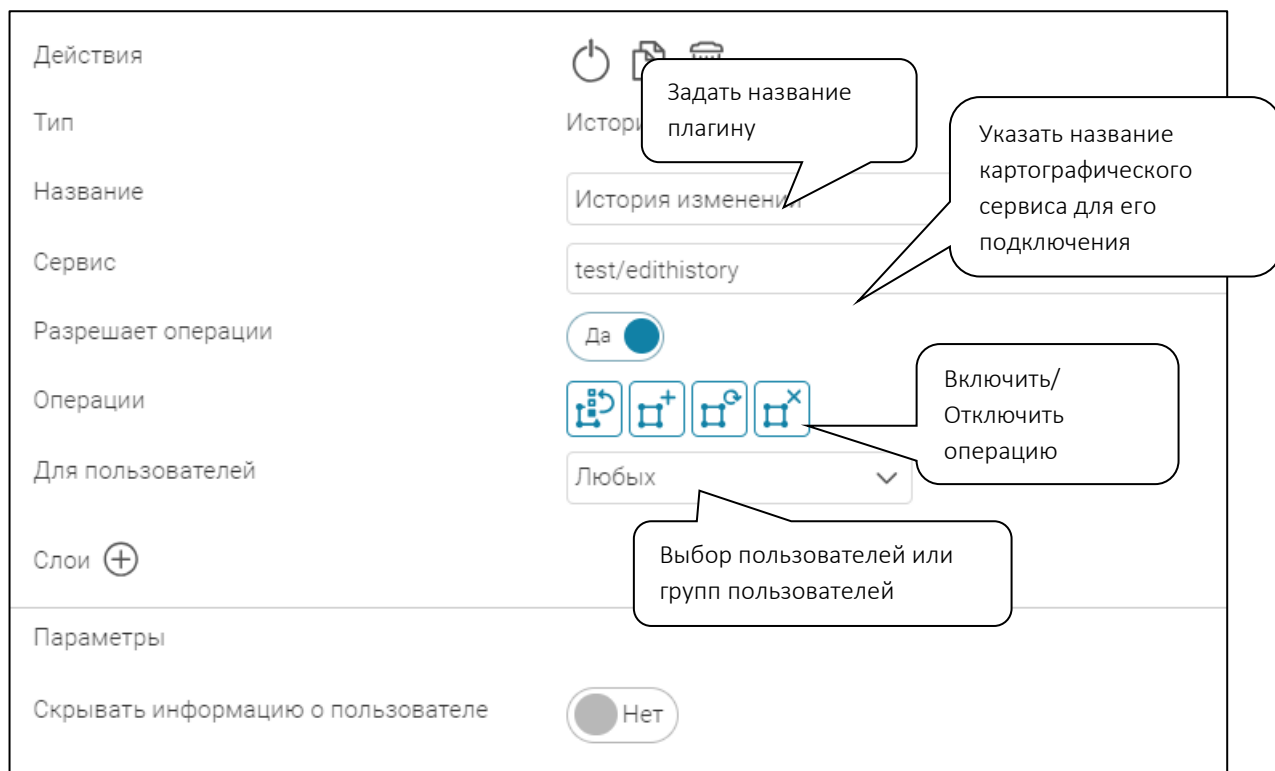 Действия
Задать название
плагину
Тип
Указать название
картографического
сервиса для его
подключения
Название
История изменений
Сервис
test/edithistory
Разрешает операции
Да
Включить/
Отключить
операцию
Операции
Для пользователей
Любых
Выбор пользователей или
групп пользователей
Слои
Параметры
Скрывать информацию о пользователе
Нет